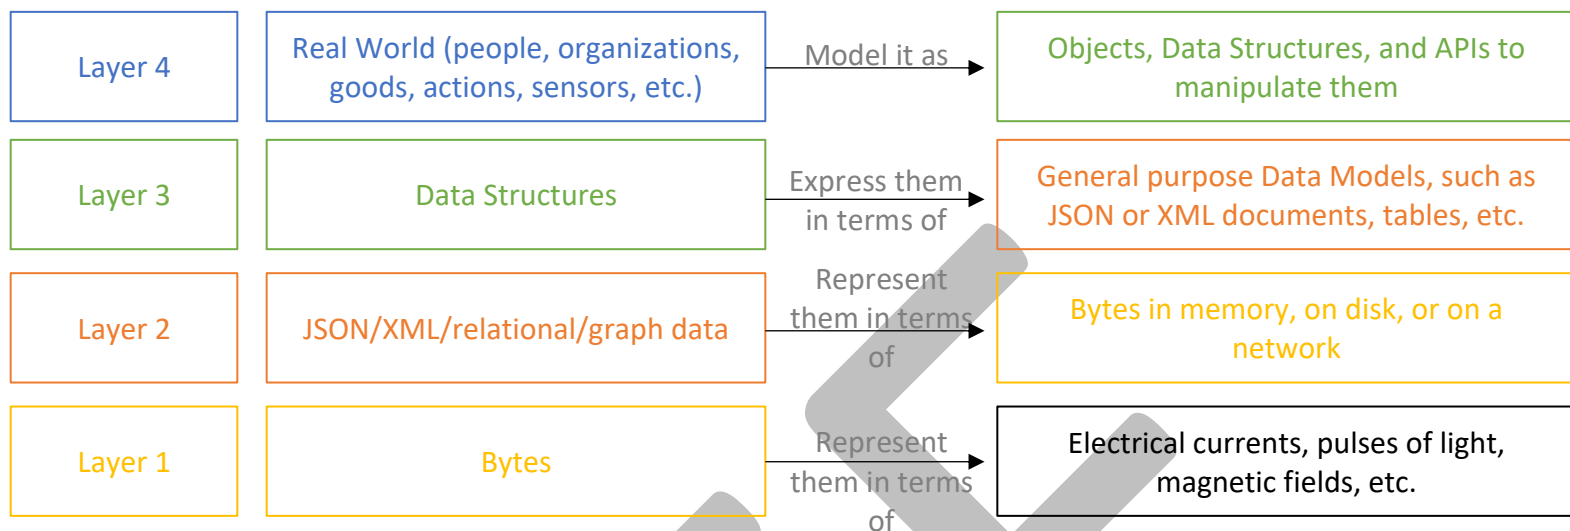 Layer 4
Real World (people, organizations,
goods, actions, sensors, etc.)
Model it as
Objects, Data Structures, and APIs to
manipulate them
Layer 3
Data Structures
Express them
in terms of
General purpose Data Models, such as
JSON or XML documents, tables, etc.
Layer 2
JSON/XML/relational/graph data
Represent
them in terms
of
Bytes in memory, on disk, or on a
network
Layer 1
Bytes
Represent
them in terms
of
Electrical currents, pulses of light,
magnetic fields, etc.